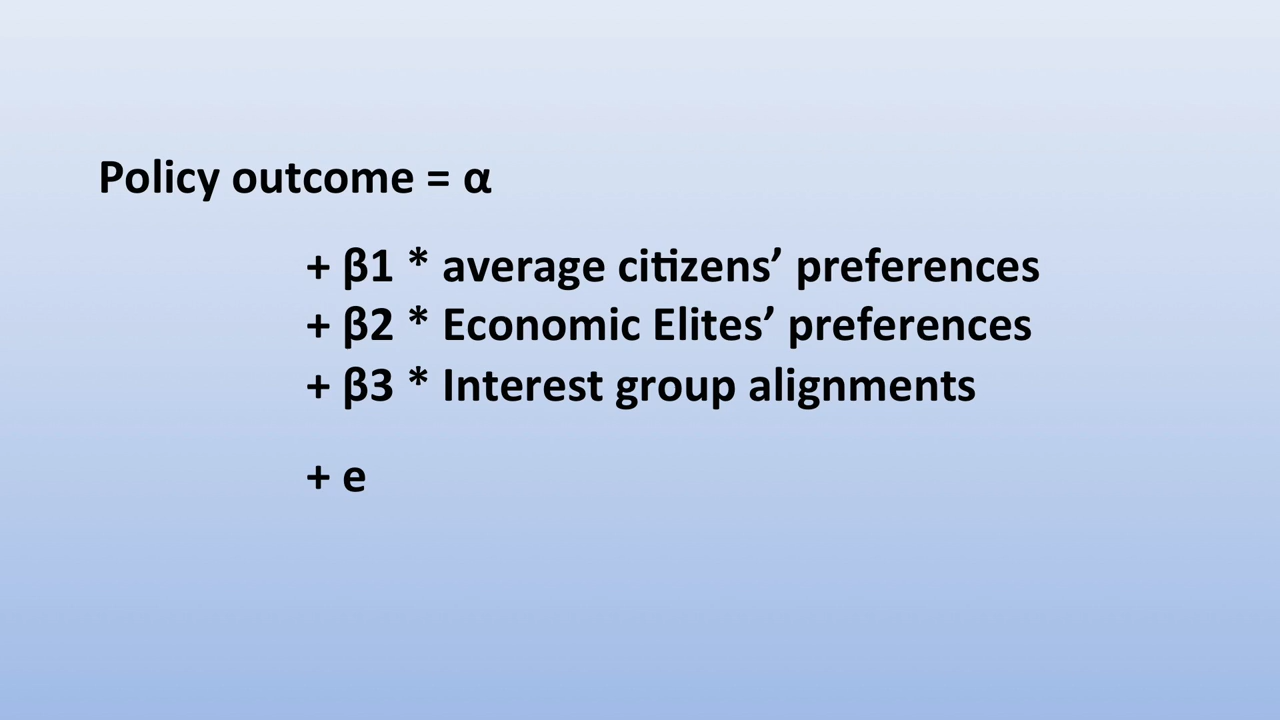 Policy outcome = α
+ β1 * average citizens’ preferences
+ β2 * Economic Elites’ preferences
+ β3 * Interest group alignments
+ e